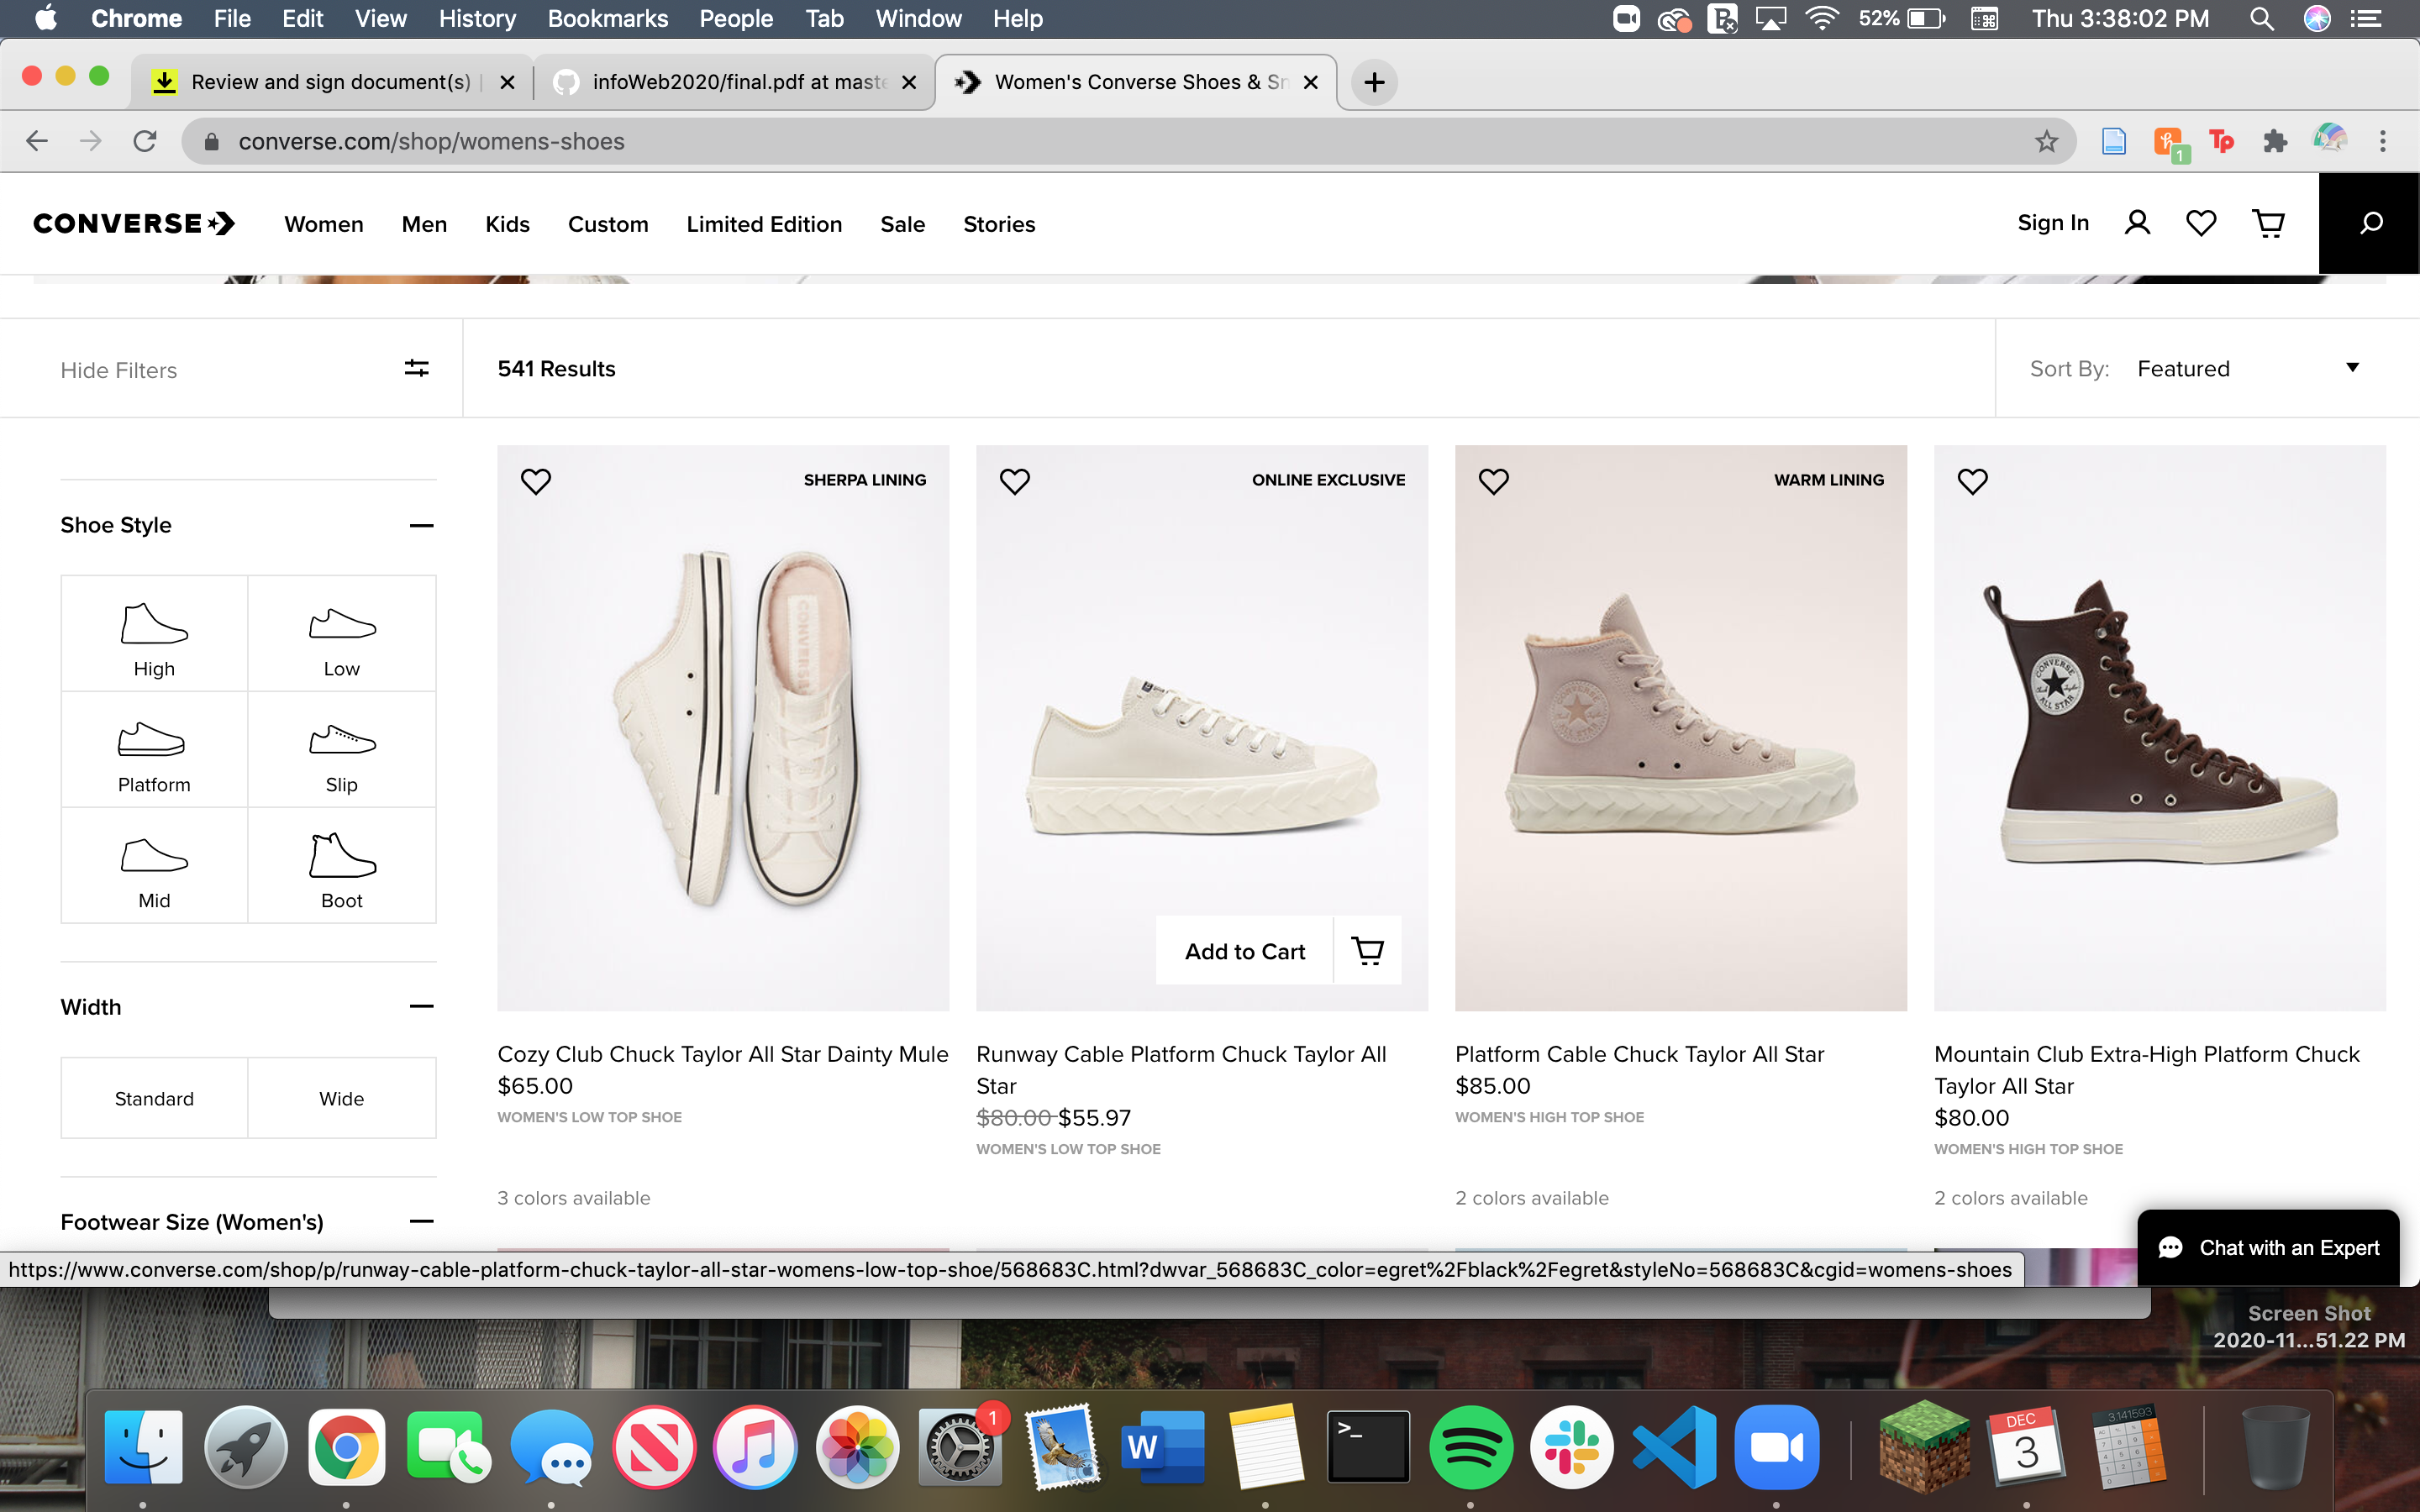 Chrome File Edit View History Bookmarks People Tab Window Help 52% Thu 3:38:02 PM
Review and sign document(s) | infoWeb2020/final.pdf at maste Women's Converse Shoes & Sn
converse.com/shop/womens-shoes
CONVERSE Women Men Kids Custom Limited Edition Sale Stories Sign In
Hide Filters 541 Results Sort By: Featured
SHERPA LINING ONLINE EXCLUSIVE WARM LINING
Shoe Style
High Low
Platform Slip
Mid Boot
Add to Cart
Width
Standard Wide
Footwear Size (Women's)
Cozy Club Chuck Taylor All Star Dainty Mule
$65.00
WOMEN'S LOW TOP SHOE
3 colors available
Runway Cable Platform Chuck Taylor All
Star
$80.00 $55.97
WOMEN'S LOW TOP SHOE
Platform Cable Chuck Taylor All Star
$85.00
WOMEN'S HIGH TOP SHOE
2 colors available
Mountain Club Extra-High Platform Chuck
Taylor All Star
$80.00
WOMEN'S HIGH TOP SHOE
2 colors available
Chat with an Expert
https://www.converse.com/shop/p/runway-cable-platform-chuck-taylor-all-star-womens-low-top-shoe/568683C.html?dwvar_568683C_color=egret%2Fblack%2Fegret&styleNo=568683C&cgid=womens-shoes
Screen Shot
2020-11...51.22 PM
1
W
>_
DEC
3
3.141593